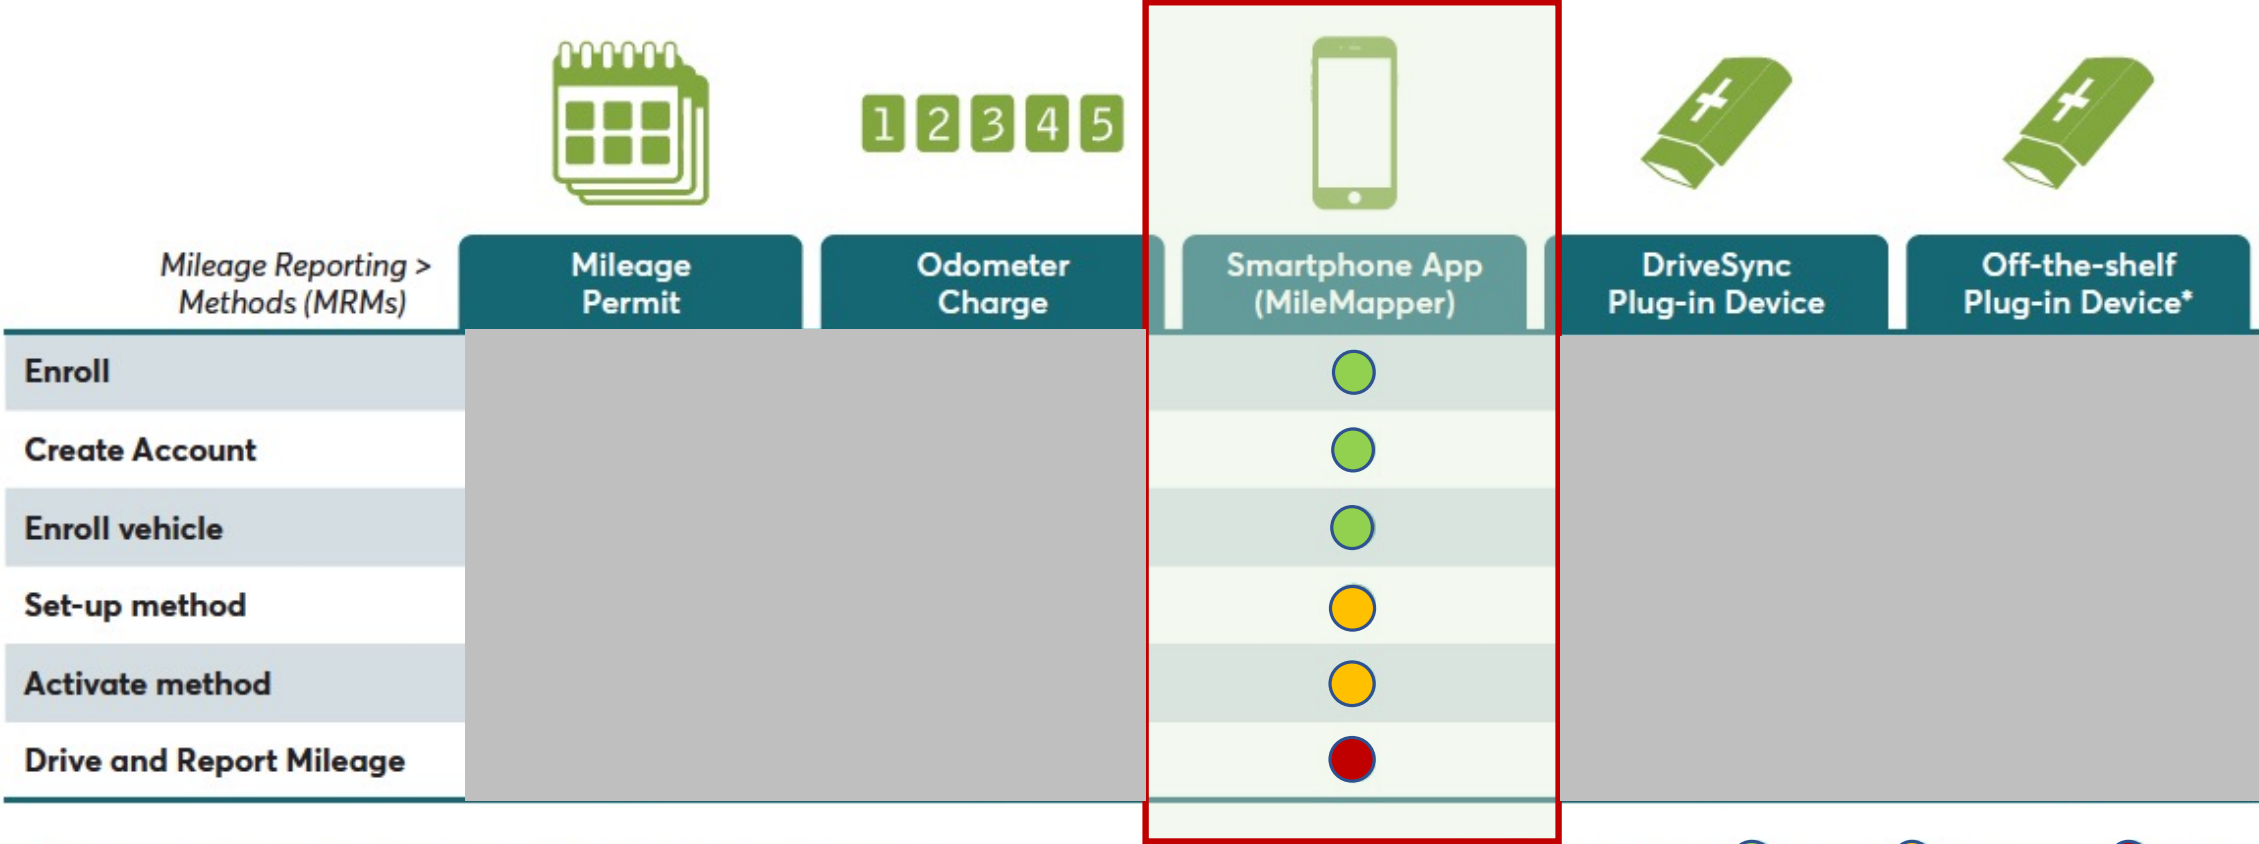 1 2 3 4 5
Mileage Reporting >
Methods (MRMs)
Mileage
Permit
Odometer
Charge
Smartphone App
(MileMapper)
DriveSync
Plug-in Device
Off-the-shelf
Plug-in Device*
Enroll
Create Account
Enroll vehicle
Set-up method
Activate method
Drive and Report Mileage